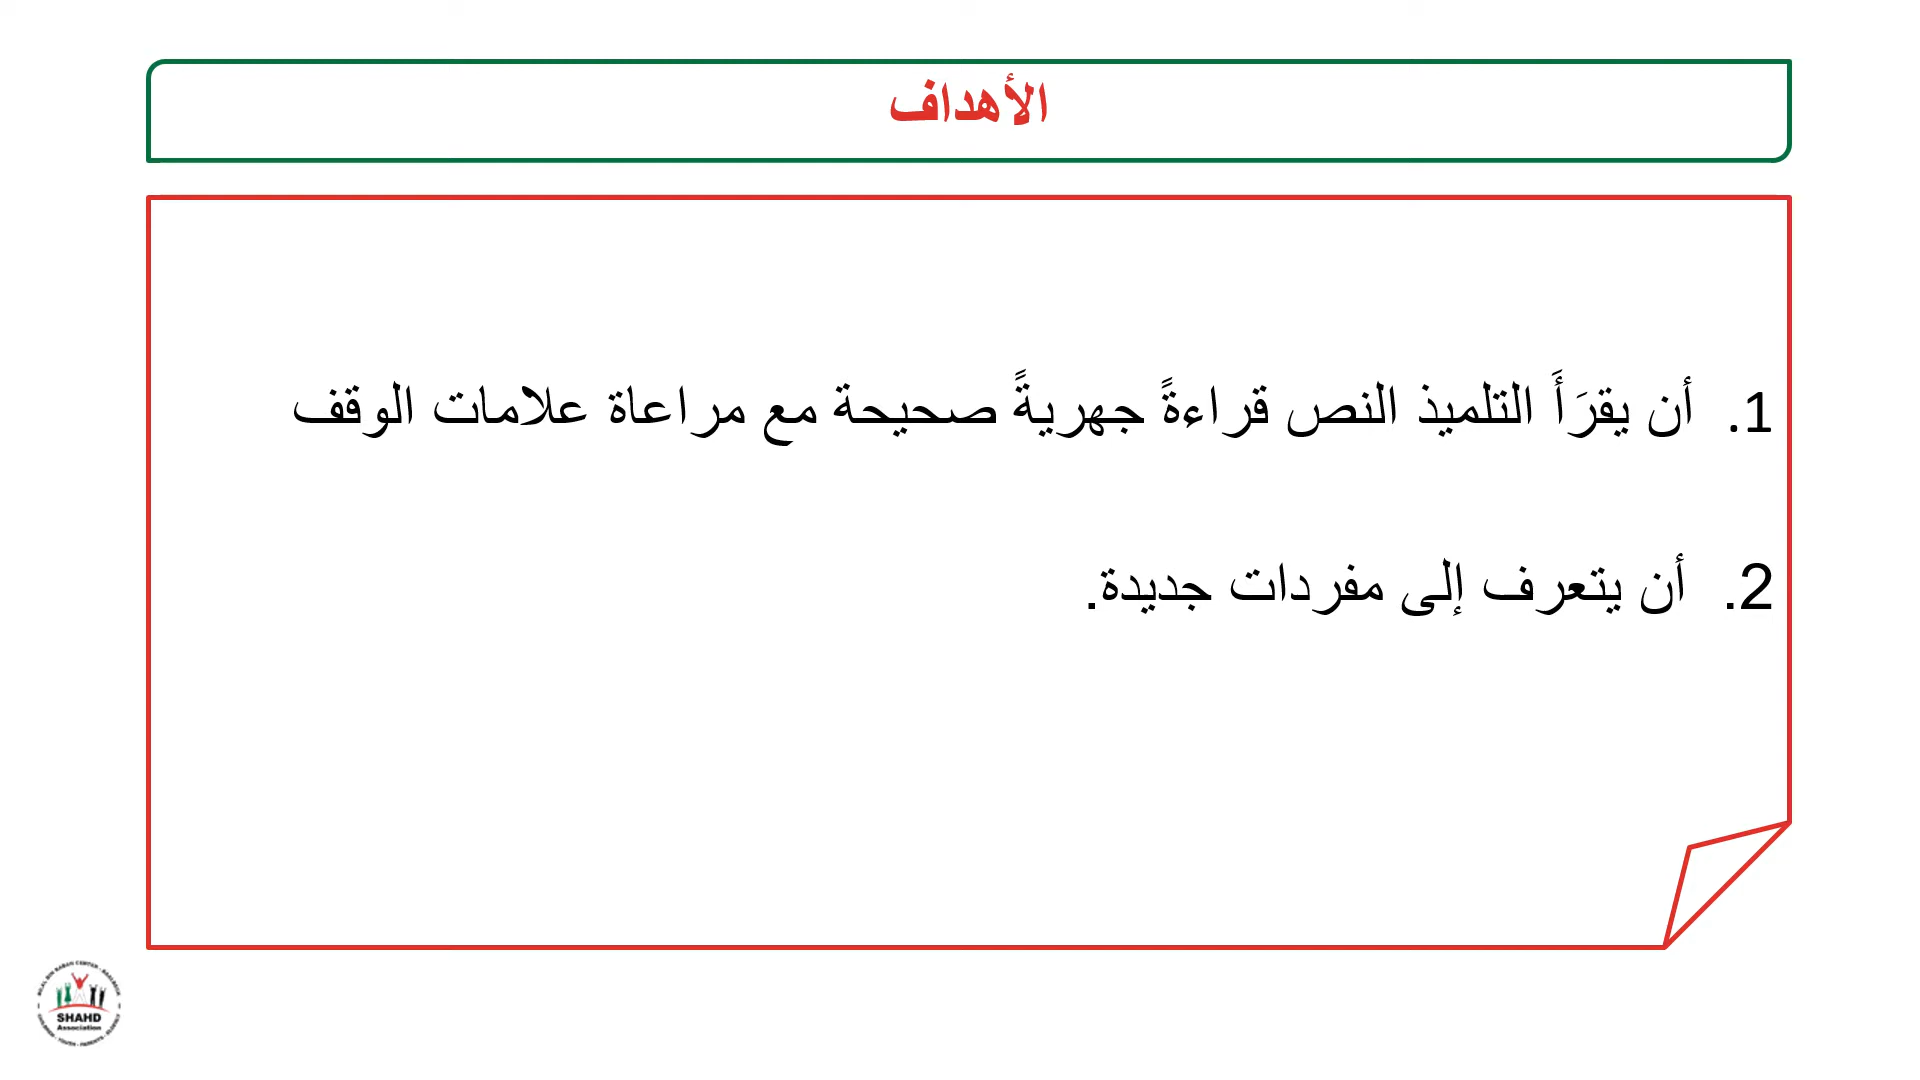 الأهداف
1. أن يقرَأَ التلميذ النص قراءةً جهريةً صحيحة مع مراعاة علامات الوقف
2. أن يتعرف إلى مفردات جديدة.
SHAHD
Association